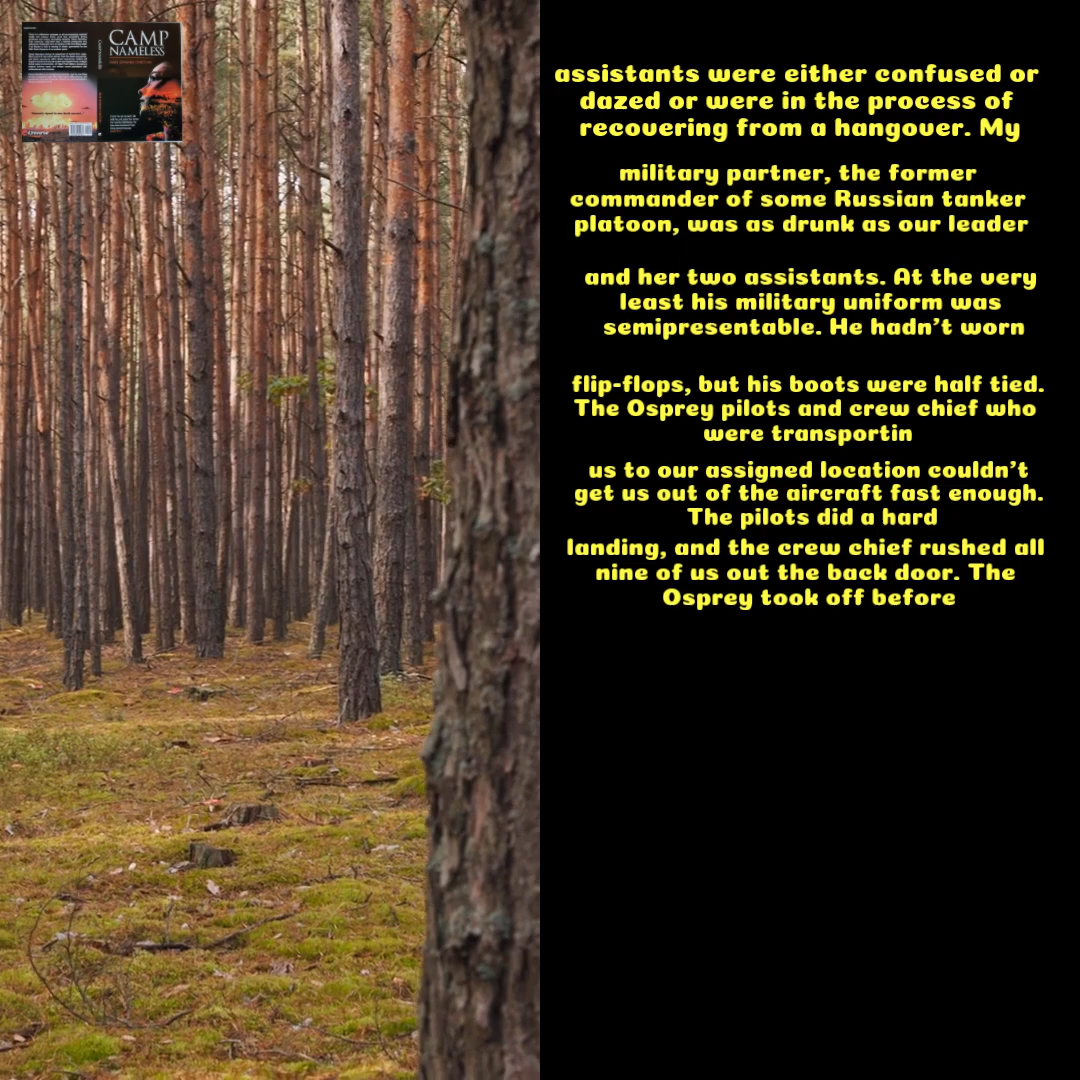 CAMP
NAMELESS
iUniverse
assistants were either confused or
dazed or were in the process of
recovering from a hangover. My
military partner, the former
commander of some Russian tanker
platoon, was as drunk as our leader
and her two assistants. At the very
least his military uniform was
semipresentable. He hadn't worn
flip-flops, but his boots were half tied.
The Osprey pilots and crew chief who
were transportin
us to our assigned location couldn't
get us out of the aircraft fast enough.
The pilots did a hard
landing, and the crew chief rushed all
nine of us out the back door. The
Osprey took off before